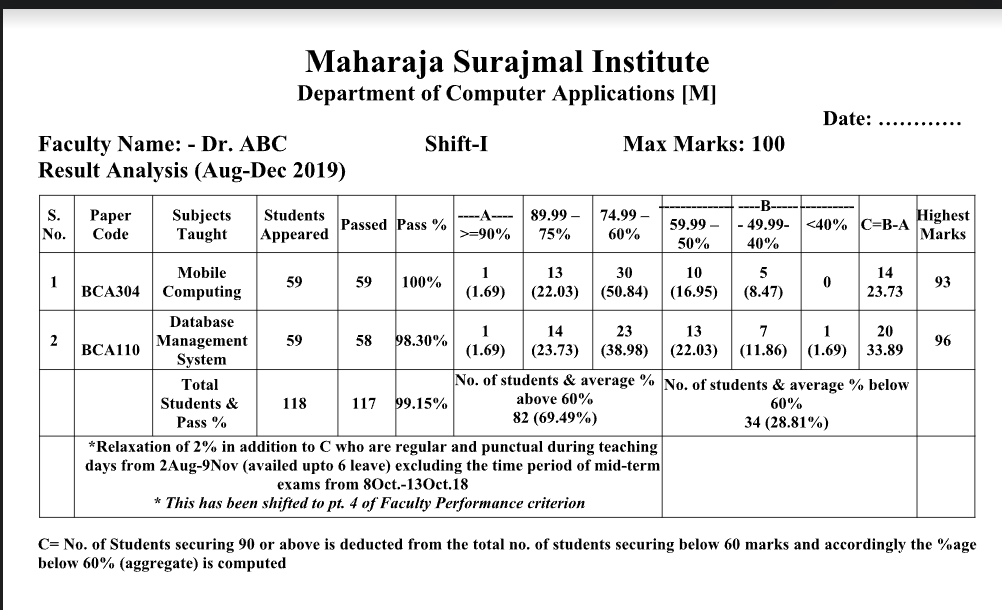 Maharaja Surajmal Institute
Department of Computer Applications [M]
Date: …………
Faculty Name: - Dr. ABC Shift-I Max Marks: 100
Result Analysis (Aug-Dec 2019)
S. No. Paper Code Subjects Taught Students Appeared Passed Pass % ----A---- >=90% 89.99 – 75% 74.99 – 60% -------------- 59.99 – 50% ----B----- - 49.99- 40% ---------- <40% C=B-A Highest Marks
1 BCA304 Mobile Computing 59 59 100% 1 (1.69) 13 (22.03) 30 (50.84) 10 (16.95) 5 (8.47) 0 14 23.73 93
2 BCA110 Database Management System 59 58 98.30% 1 (1.69) 14 (23.73) 23 (38.98) 13 (22.03) 7 (11.86) 1 (1.69) 20 33.89 96
Total Students & Pass % 118 117 99.15% No. of students & average % above 60% 82 (69.49%) No. of students & average % below 60% 34 (28.81%)
*Relaxation of 2% in addition to C who are regular and punctual during teaching
days from 2Aug-9Nov (availed upto 6 leave) excluding the time period of mid-term
exams from 8Oct.-13Oct.18
* This has been shifted to pt. 4 of Faculty Performance criterion
C= No. of Students securing 90 or above is deducted from the total no. of students securing below 60 marks and accordingly the %age
below 60% (aggregate) is computed